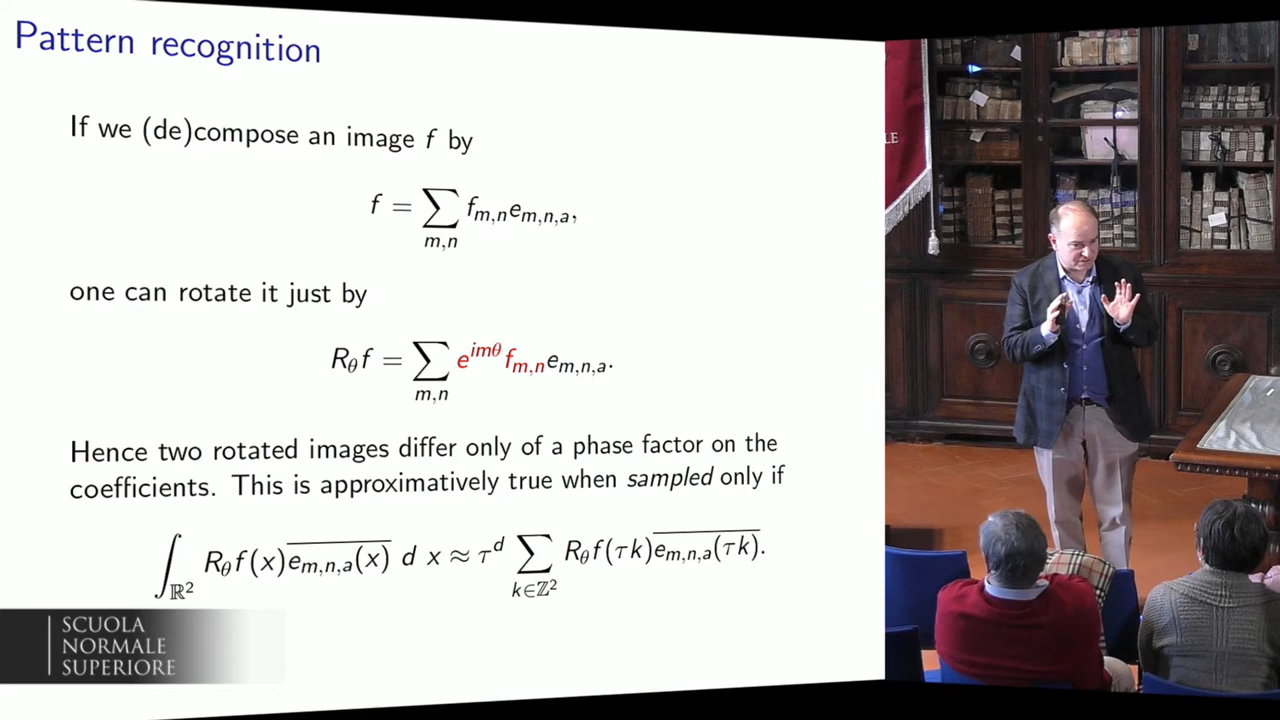 Pattern recognition
If we (de)compose an image f by
f = ∑_{m,n} f_{m,n} e_{m,n,a},
one can rotate it just by
R_θ f = ∑_{m,n} e^{imθ} f_{m,n} e_{m,n,a}.
Hence two rotated images differ only of a phase factor on the
coefficients. This is approximatively true when sampled only if
∫_{ℝ²} R_θ f(x) \overline{e_{m,n,a}(x)} d x ≈ τ^d ∑_{k∈ℤ²} R_θ f(τk) \overline{e_{m,n,a}(τk)}.
SCUOLA
NORMALE
SUPERIORE
LE